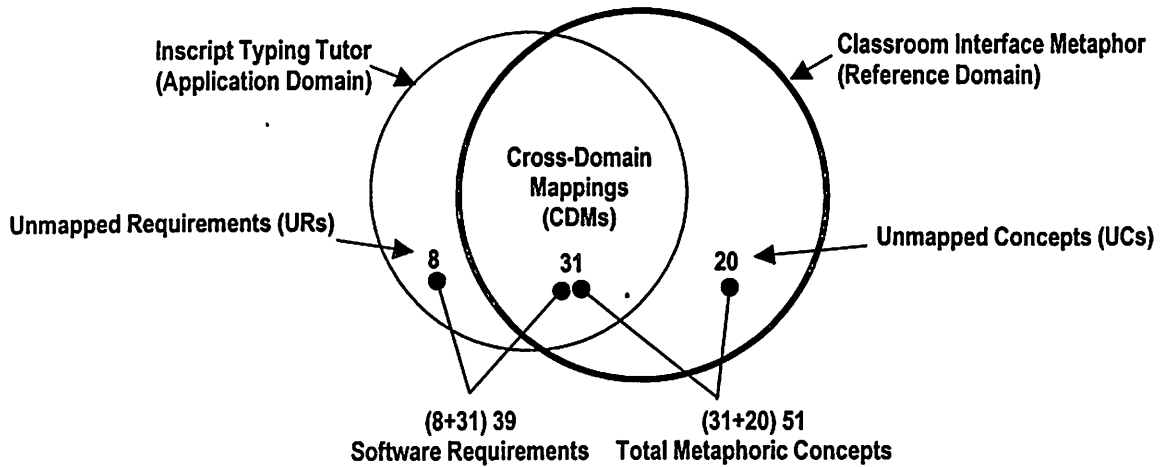 Inscript Typing Tutor
(Application Domain)
Classroom Interface Metaphor
(Reference Domain)
Cross-Domain
Mappings
(CDMs)
Unmapped Requirements (URs)
Unmapped Concepts (UCs)
8
31
20
(8+31) 39
Software Requirements
(31+20) 51
Total Metaphoric Concepts